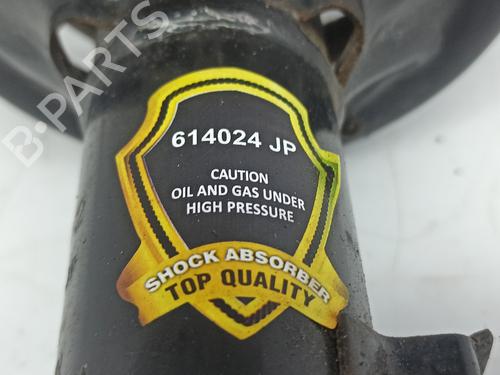 B-PARTS
614024 JP
CAUTION
OIL AND GAS UNDER
HIGH PRESSURE
SHOCK ABSORBER
TOP QUALITY